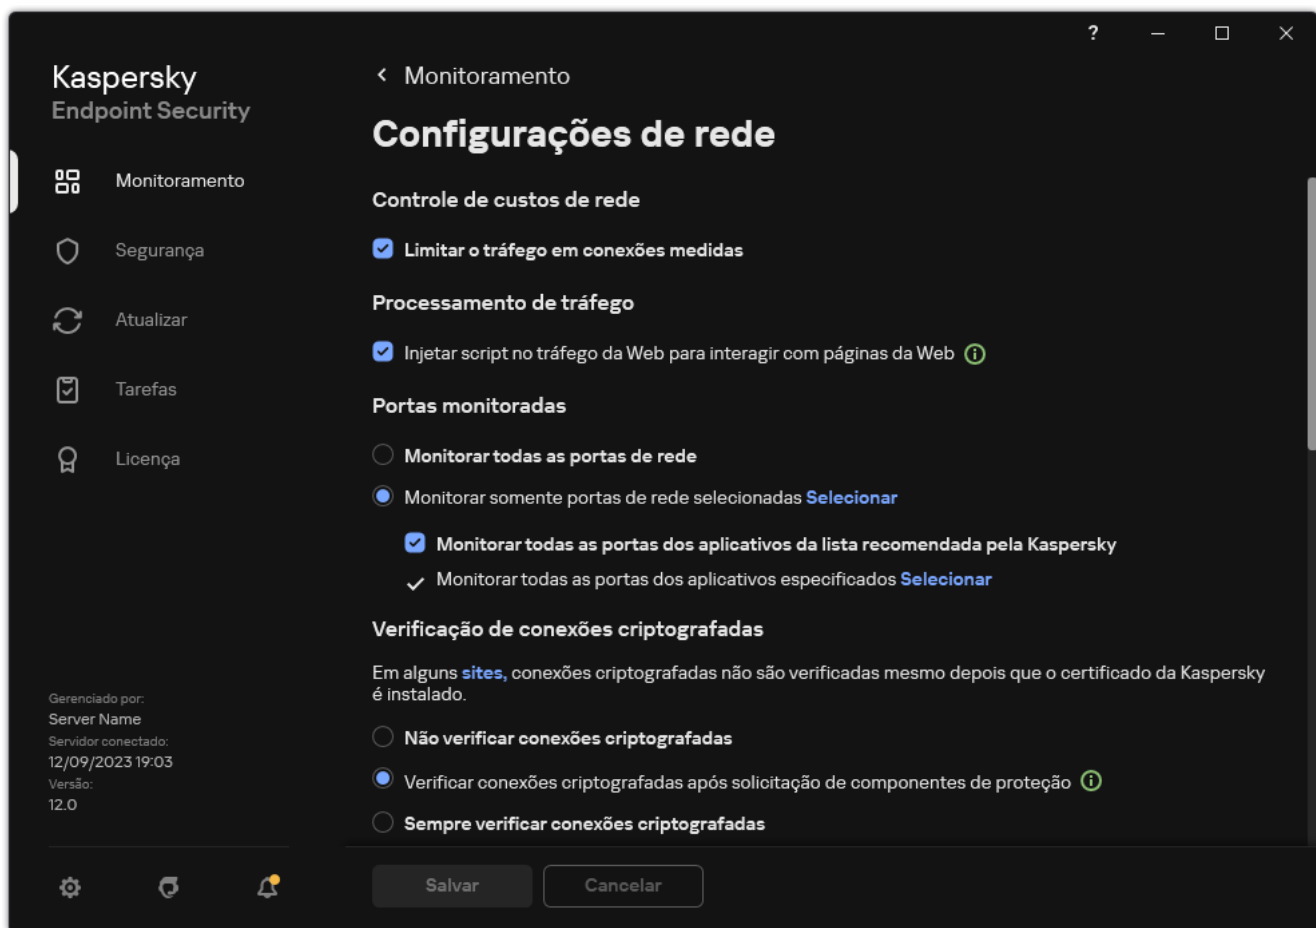 ?
Kaspersky
Endpoint Security
Monitoramento
Segurança
Atualizar
Tarefas
Licença
Gerenciado por:
Server Name
Servidor conectado:
12/09/2023 19:03
Versão:
12.0
Monitoramento
Configurações de rede
Controle de custos de rede
Limitar o tráfego em conexões medidas
Processamento de tráfego
Injetar script no tráfego da Web para interagir com páginas da Web
Portas monitoradas
Monitorar todas as portas de rede
Monitorar somente portas de rede selecionadas Selecionar
Monitorar todas as portas dos aplicativos da lista recomendada pela Kaspersky
Monitorar todas as portas dos aplicativos especificados Selecionar
Verificação de conexões criptografadas
Em alguns sites, conexões criptografadas não são verificadas mesmo depois que o certificado da Kaspersky
é instalado.
Não verificar conexões criptografadas
Verificar conexões criptografadas após solicitação de componentes de proteção
Sempre verificar conexões criptografadas
Salvar
Cancelar